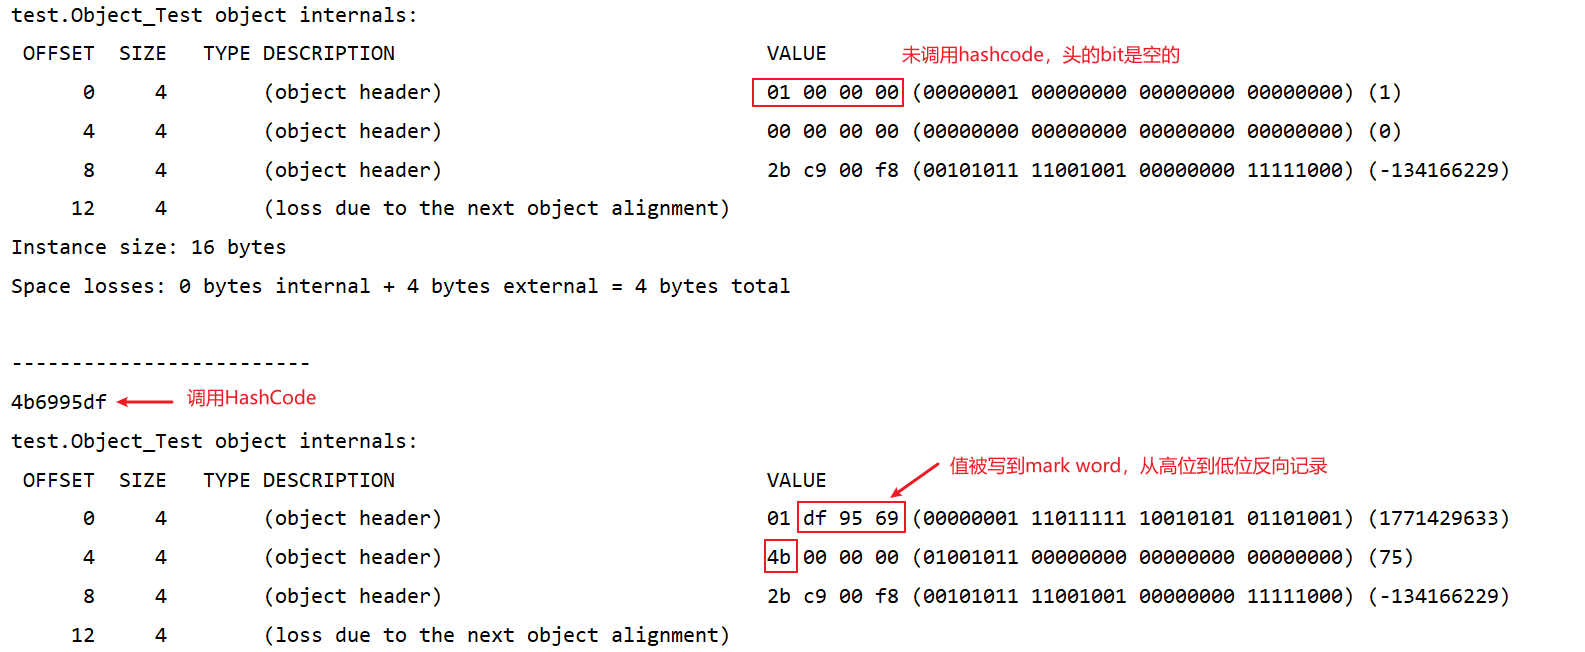 test.Object_Test object internals:
OFFSET SIZE TYPE DESCRIPTION VALUE 未调用hashcode，头的bit是空的
0 4 (object header) 01 00 00 00 (00000001 00000000 00000000 00000000) (1)
4 4 (object header) 00 00 00 00 (00000000 00000000 00000000 00000000) (0)
8 4 (object header) 2b c9 00 f8 (00101011 11001001 00000000 11111000) (-134166229)
12 4 (loss due to the next object alignment)
Instance size: 16 bytes
Space losses: 0 bytes internal + 4 bytes external = 4 bytes total
-------------------------
4b6995df 调用HashCode
test.Object_Test object internals:
值被写到mark word，从高位到低位反向记录
OFFSET SIZE TYPE DESCRIPTION VALUE
0 4 (object header) 01 df 95 69 (00000001 11011111 10010101 01101001) (1771429633)
4 4 (object header) 4b 00 00 00 (01001011 00000000 00000000 00000000) (75)
8 4 (object header) 2b c9 00 f8 (00101011 11001001 00000000 11111000) (-134166229)
12 4 (loss due to the next object alignment)